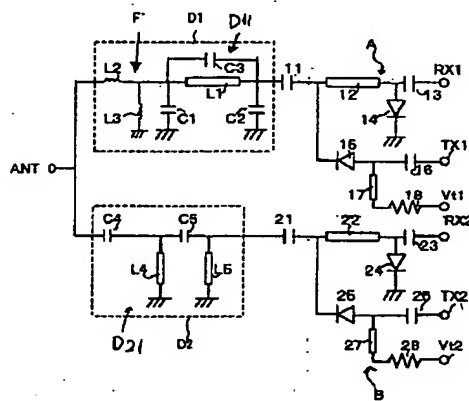 F' D1 D11
L2 C3 11 A RX1
L3 C1 L1 C2 12 13
14
15 16 TX1
ANT 17 18 Vt1
RX2
C4 C5 21 22 23
24
L4 L5 25 26 TX2
27 28 Vt2
D21 D2 B